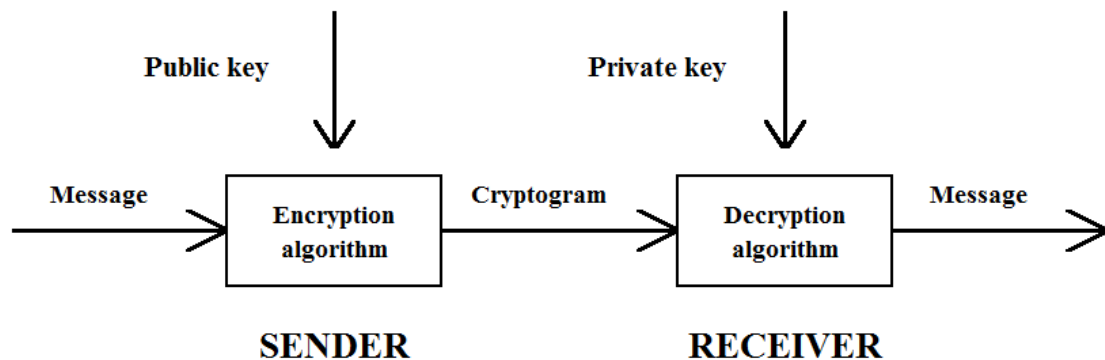 Public key
Private key
Message
Cryptogram
Message
Encryption
algorithm
Decryption
algorithm
SENDER
RECEIVER